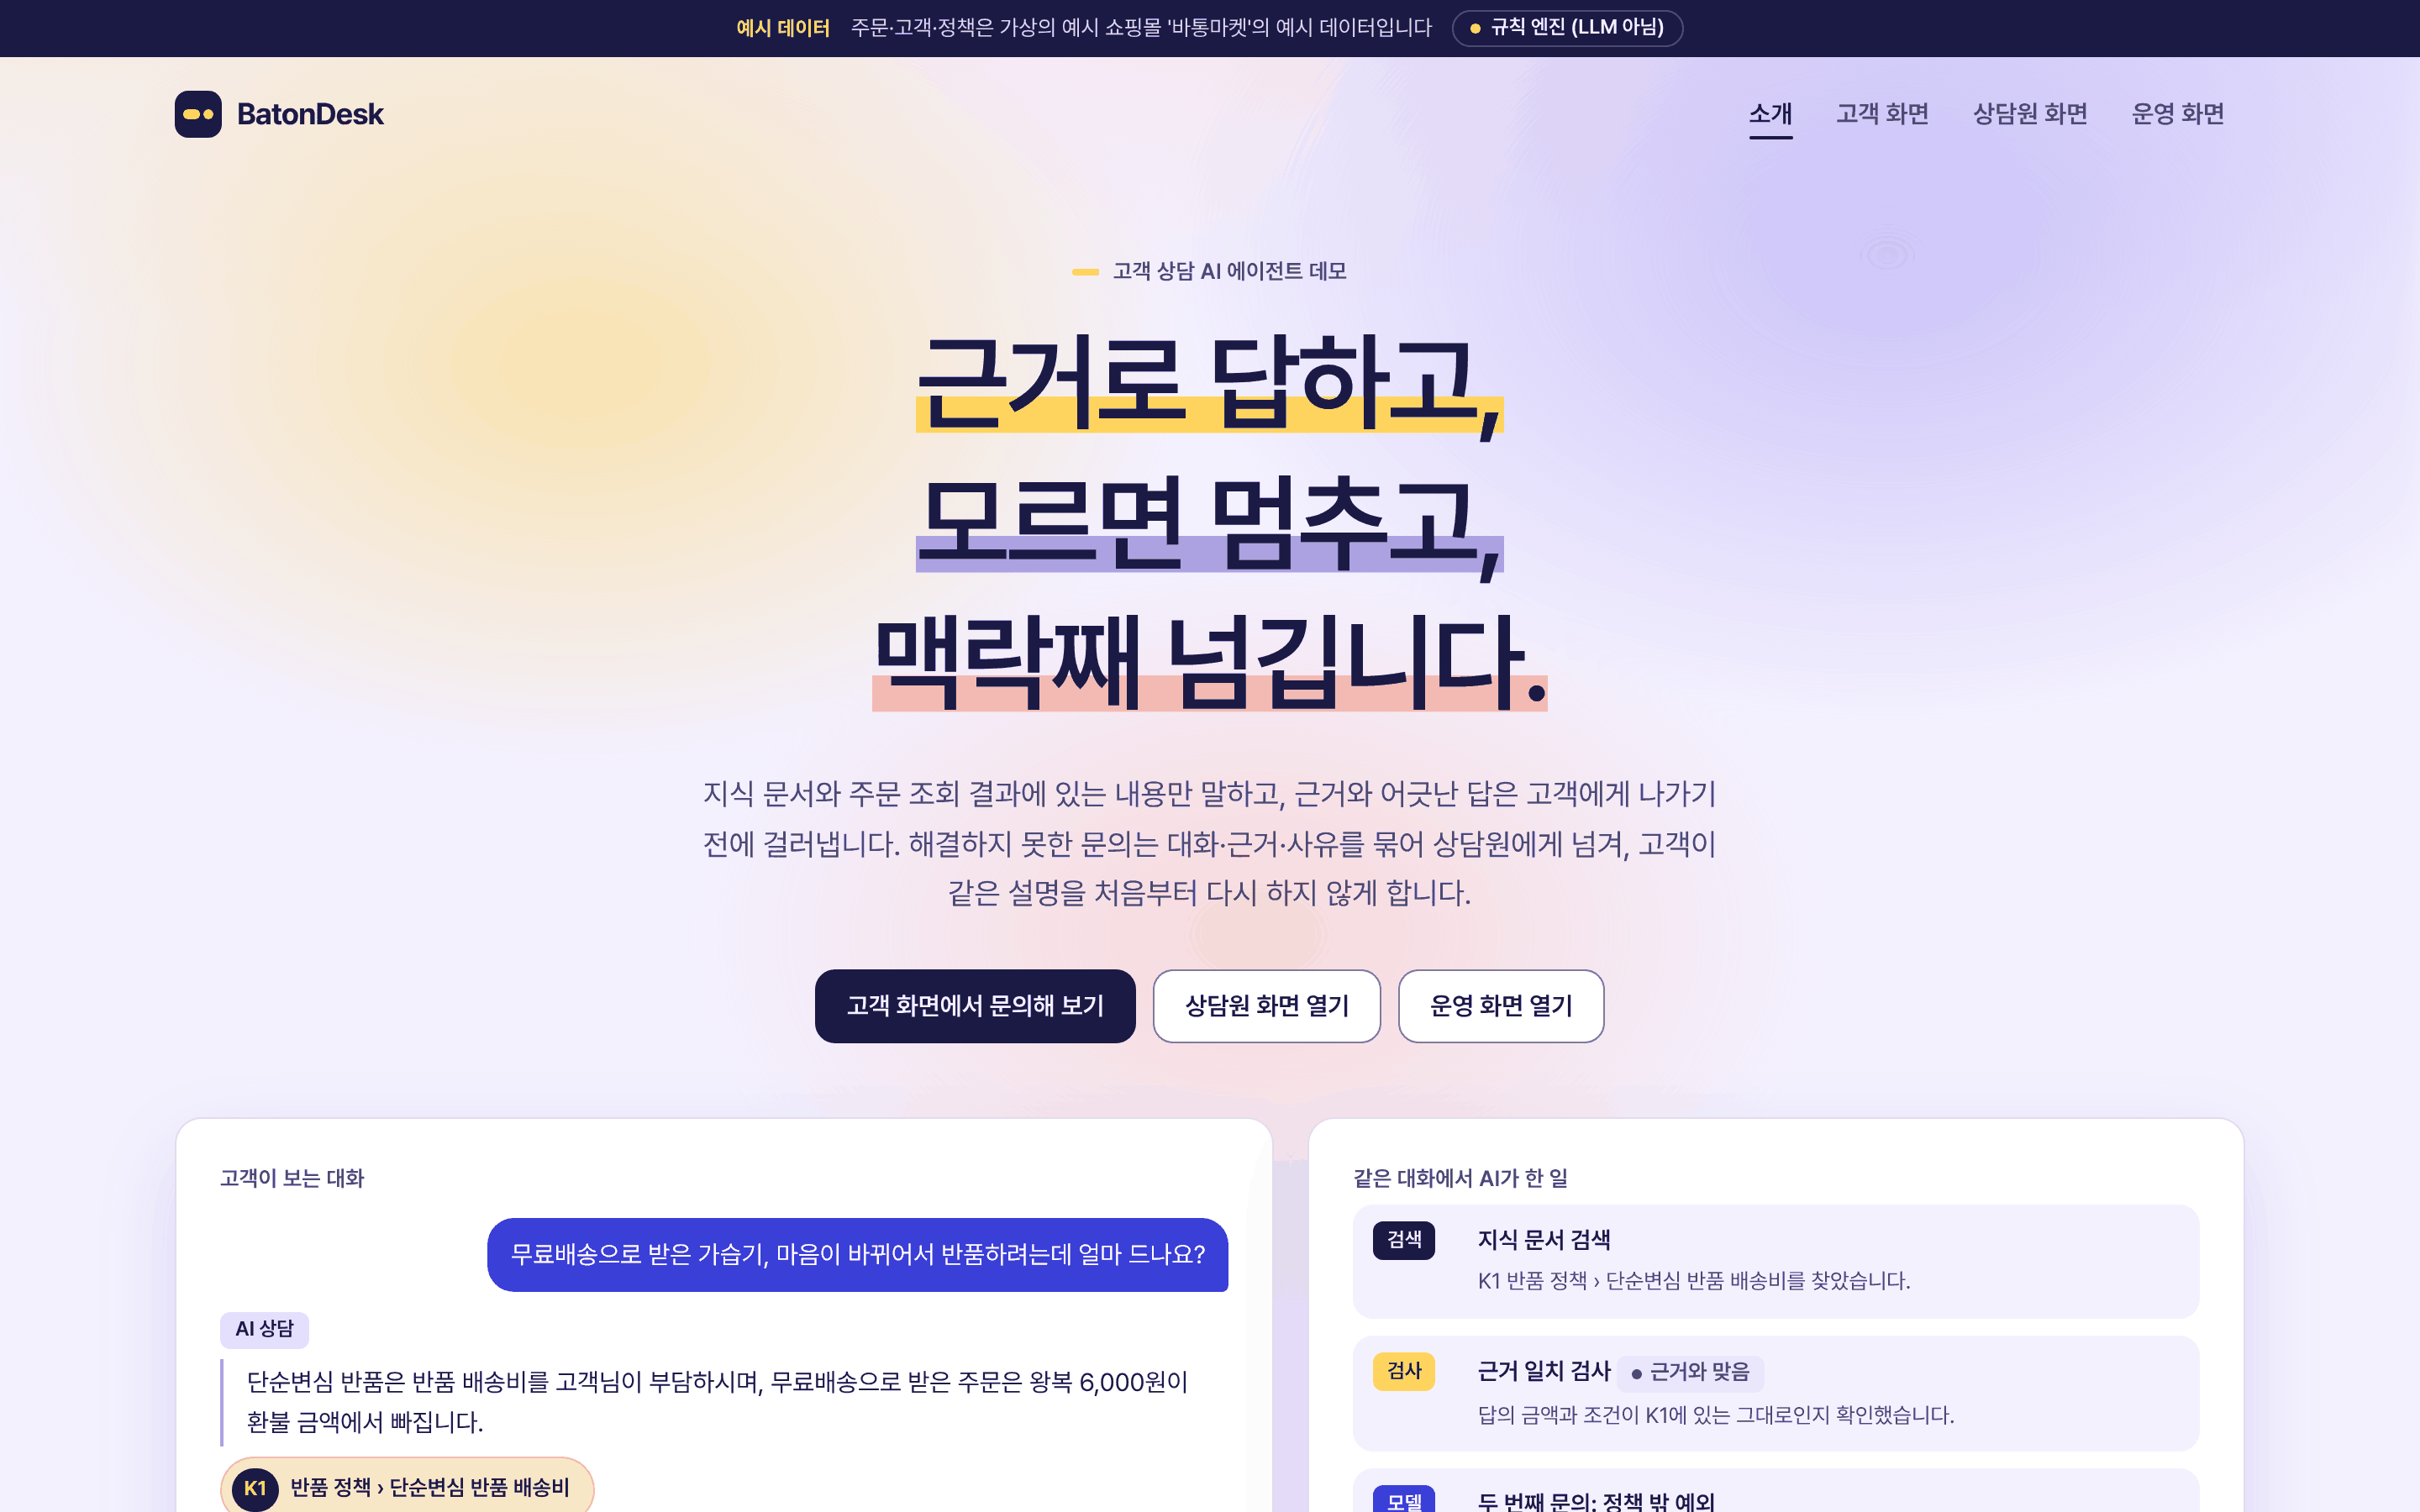 예시 데이터 주문·고객·정책은 가상의 예시 쇼핑몰 '바통마켓'의 예시 데이터입니다 규칙 엔진 (LLM 아님)
BatonDesk
소개 고객 화면 상담원 화면 운영 화면
고객 상담 AI 에이전트 데모
근거로 답하고,
모르면 멈추고,
맥락째 넘깁니다.
지식 문서와 주문 조회 결과에 있는 내용만 말하고, 근거와 어긋난 답은 고객에게 나가기
전에 걸러냅니다. 해결하지 못한 문의는 대화·근거·사유를 묶어 상담원에게 넘겨, 고객이
같은 설명을 처음부터 다시 하지 않게 합니다.
고객 화면에서 문의해 보기
상담원 화면 열기
운영 화면 열기
고객이 보는 대화
무료배송으로 받은 가습기, 마음이 바뀌어서 반품하려는데 얼마 드나요?
AI 상담
단순변심 반품은 반품 배송비를 고객님이 부담하시며, 무료배송으로 받은 주문은 왕복 6,000원이
환불 금액에서 빠집니다.
K1 반품 정책 › 단순변심 반품 배송비
같은 대화에서 AI가 한 일
검색 지식 문서 검색
K1 반품 정책 › 단순변심 반품 배송비를 찾았습니다.
검사 근거 일치 검사 근거와 맞음
답의 금액과 조건이 K1에 있는 그대로인지 확인했습니다.
모델 두 번째 문의: 정책 밖 예외